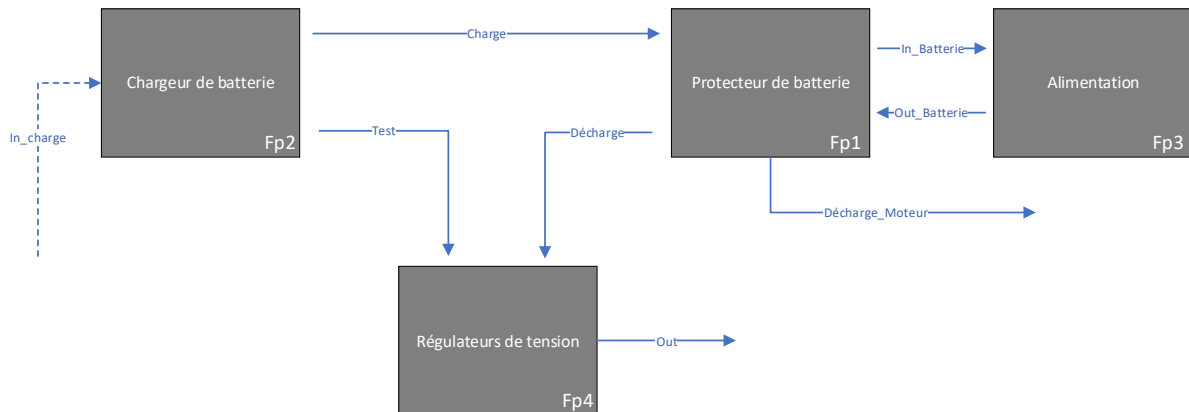 Charge
In_Batterie
Chargeur de batterie
Protecteur de batterie
Alimentation
Out_Batterie
In_charge
Test
Décharge
Fp2
Fp1
Fp3
Décharge_Moteur
Régulateurs de tension
Out
Fp4